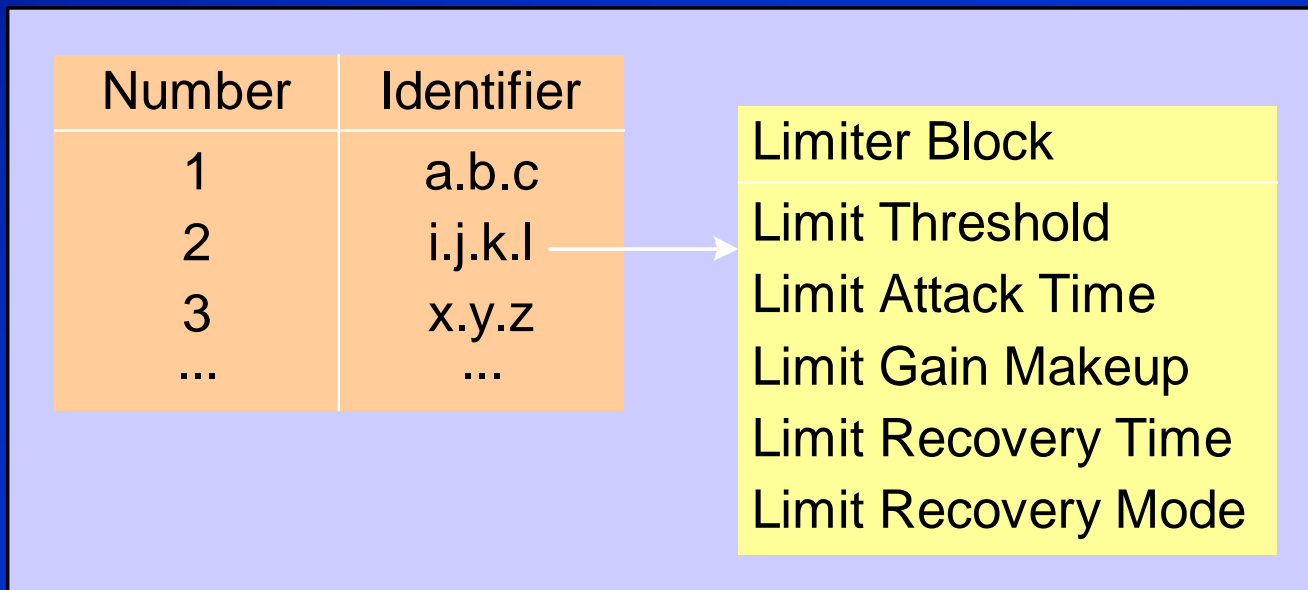 Number Identifier
1 a.b.c
2 i.j.k.l
3 x.y.z
... ...
Limiter Block
Limit Threshold
Limit Attack Time
Limit Gain Makeup
Limit Recovery Time
Limit Recovery Mode